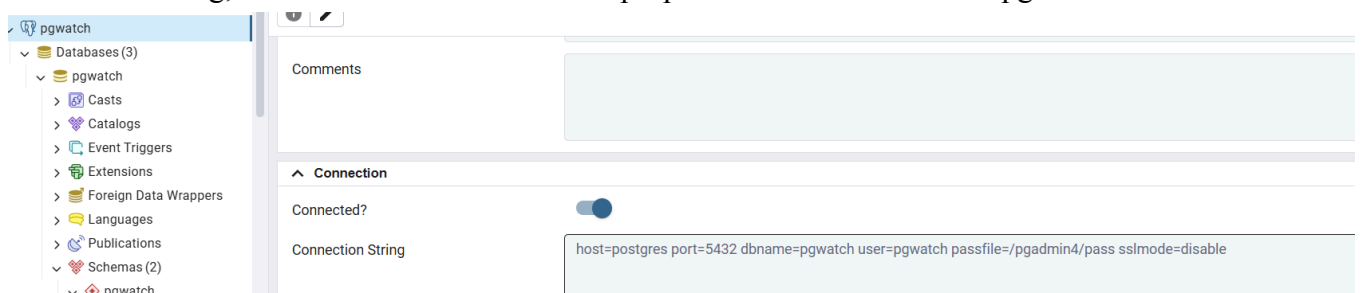 pgwatch
Databases (3)
pgwatch
Casts
Catalogs
Event Triggers
Extensions
Foreign Data Wrappers
Languages
Publications
Schemas (2)
pgwatch
Comments
Connection
Connected?
Connection String
host=postgres port=5432 dbname=pgwatch user=pgwatch passfile=/pgadmin4/pass sslmode=disable